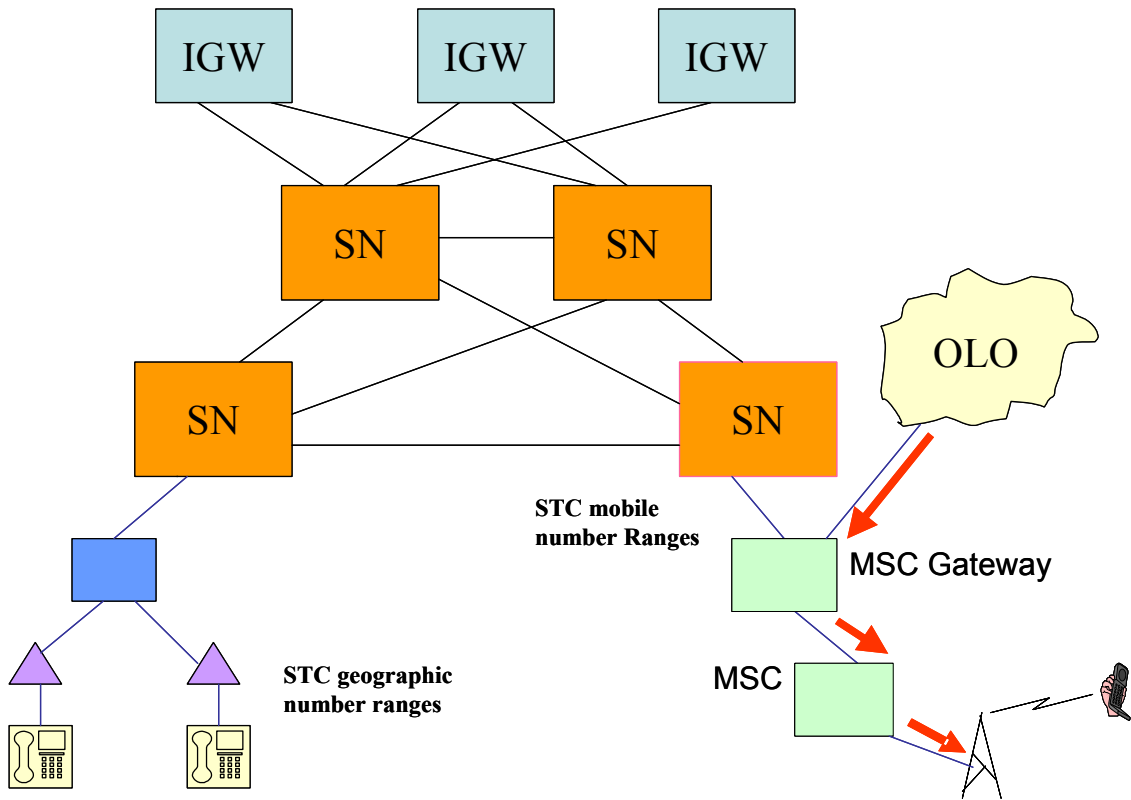 IGW
IGW
IGW
SN
SN
OLO
SN
SN
STC mobile
number Ranges
MSC Gateway
STC geographic
number ranges
MSC